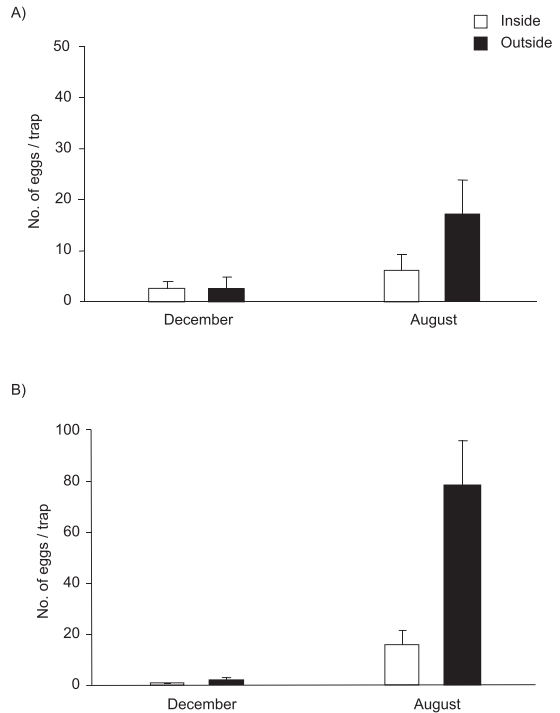 A)
Inside
Outside
50
40
30
20
10
0
No. of eggs / trap
December
August
B)
100
80
60
40
20
0
No. of eggs / trap
December
August